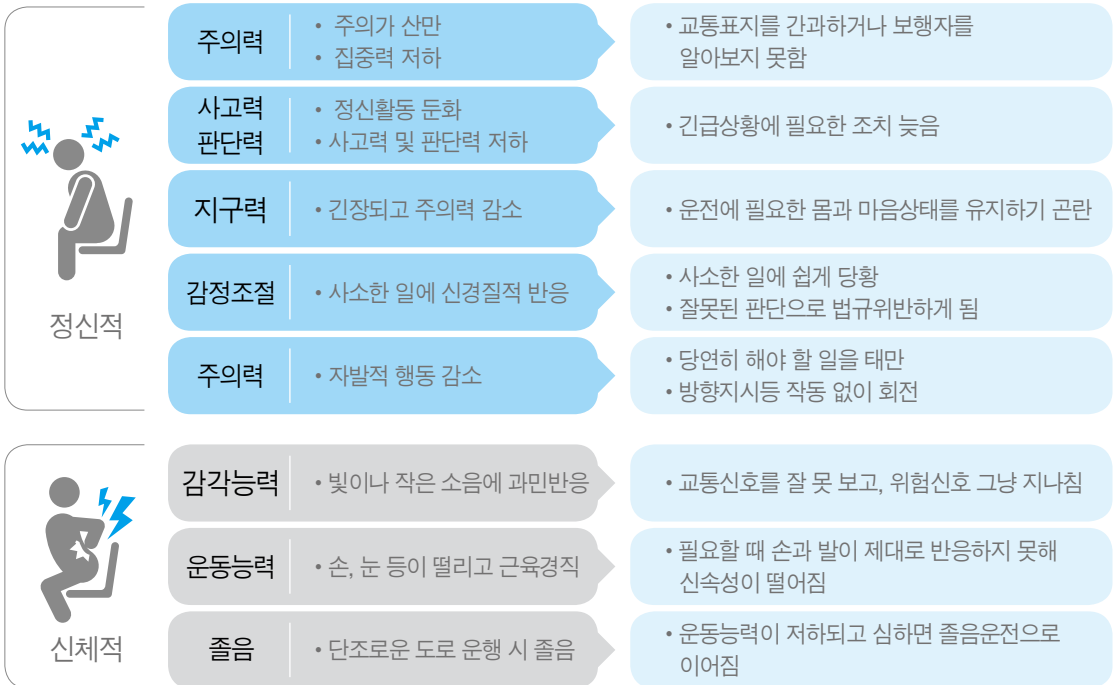 정신적
주의력
• 주의가 산만
• 집중력 저하
• 교통표지를 간과하거나 보행자를
알아보지 못함
사고력
판단력
• 정신활동 둔화
• 사고력 및 판단력 저하
• 긴급상황에 필요한 조치 늦음
지구력
• 긴장되고 주의력 감소
• 운전에 필요한 몸과 마음상태를 유지하기 곤란
감정조절
• 사소한 일에 신경질적 반응
• 사소한 일에 쉽게 당황
• 잘못된 판단으로 법규위반하게 됨
주의력
• 자발적 행동 감소
• 당연히 해야 할 일을 태만
• 방향지시등 작동 없이 회전
신체적
감각능력
• 빛이나 작은 소음에 과민반응
• 교통신호를 잘 못 보고, 위험신호 그냥 지나침
운동능력
• 손, 눈 등이 떨리고 근육경직
• 필요할 때 손과 발이 제대로 반응하지 못해
신속성이 떨어짐
졸음
• 단조로운 도로 운행 시 졸음
• 운동능력이 저하되고 심하면 졸음운전으로
이어짐